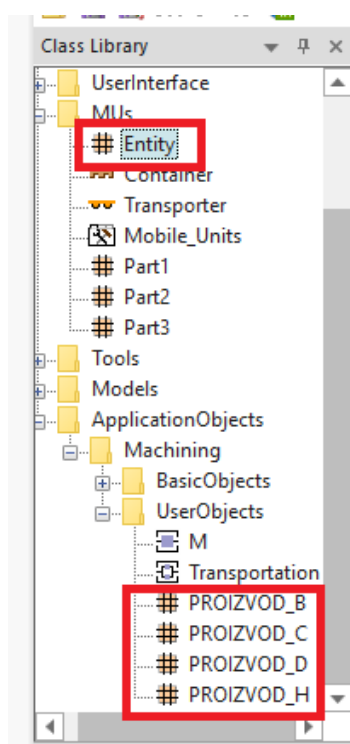 Class Library
UserInterface
MUs
Entity
Container
Transporter
Mobile_Units
Part1
Part2
Part3
Tools
Models
ApplicationObjects
Machining
BasicObjects
UserObjects
M
Transportation
PROIZVOD_B
PROIZVOD_C
PROIZVOD_D
PROIZVOD_H